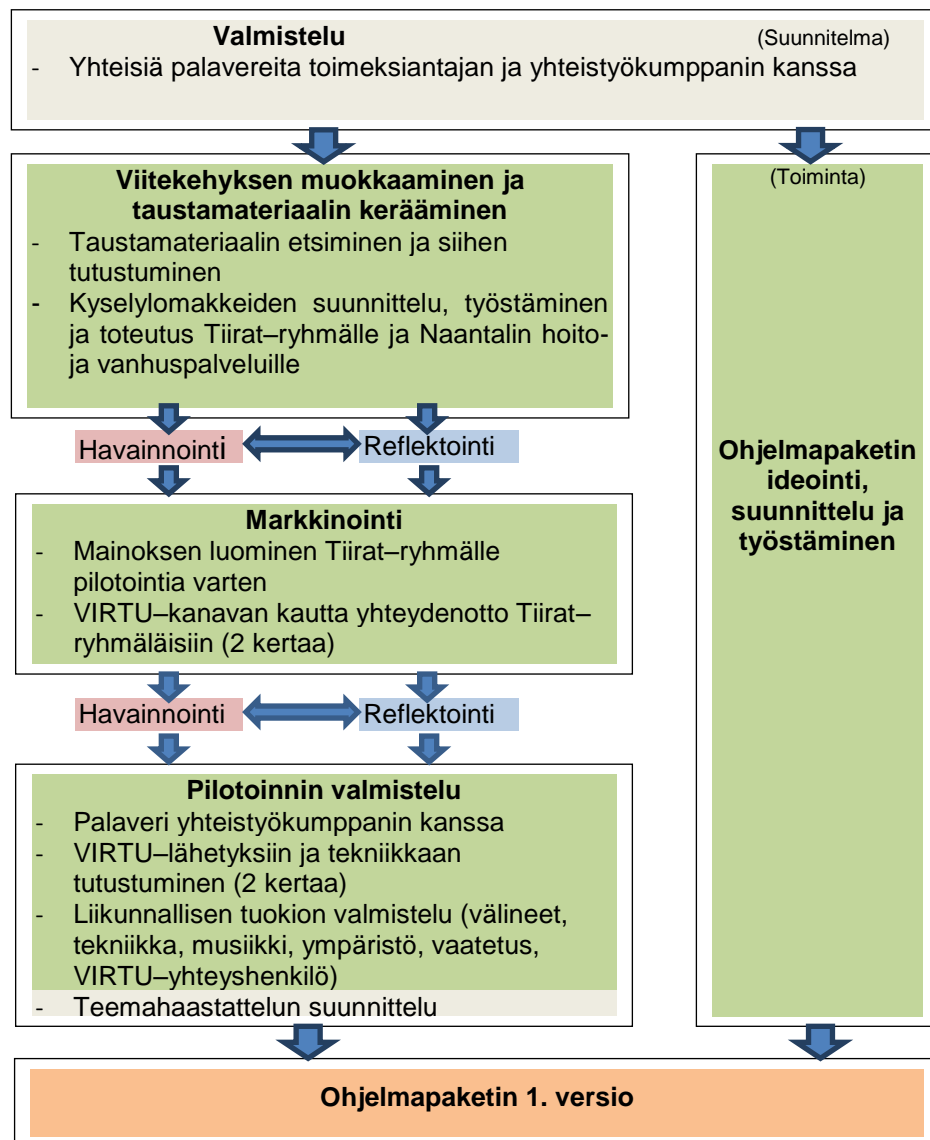 Valmistelu (Suunnitelma)
- Yhteisiä palavereita toimeksiantajan ja yhteistyökumppanin kanssa
Viitekehyksen muokkaaminen ja
taustamateriaalin kerääminen
- Taustamateriaalin etsiminen ja siihen
tutustuminen
- Kyselylomakkeiden suunnittelu, työstäminen
ja toteutus Tiirat–ryhmälle ja Naantalin hoito-
ja vanhuspalveluille
(Toiminta)
Ohjelmapaketin
ideointi,
suunnittelu ja
työstäminen
Havainnointi Reflektointi
Markkinointi
- Mainoksen luominen Tiirat–ryhmälle
pilotointia varten
- VIRTU–kanavan kautta yhteydenotto Tiirat–
ryhmäläisiin (2 kertaa)
Havainnointi Reflektointi
Pilotoinnin valmistelu
- Palaveri yhteistyökumppanin kanssa
- VIRTU–lähetyksiin ja tekniikkaan
tutustuminen (2 kertaa)
- Liikunnallisen tuokion valmistelu (välineet,
tekniikka, musiikki, ympäristö, vaatetus,
VIRTU–yhteyshenkilö)
- Teemahaastattelun suunnittelu
Ohjelmapaketin 1. versio